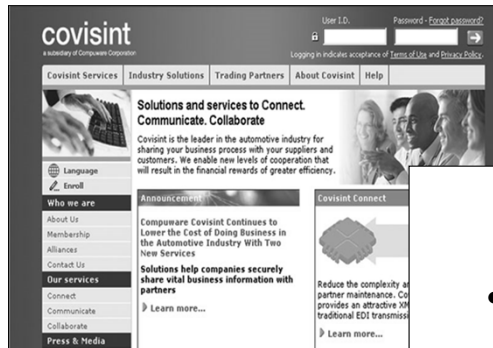 covisint
a subsidiary of Compuware Corporation
User I.D.
Password - Forgot password?
Logging in indicates acceptance of Terms of Use and Privacy Policy.
Covisint Services
Industry Solutions
Trading Partners
About Covisint
Help
Solutions and services to Connect.
Communicate. Collaborate
Covisint is the leader in the automotive industry for
sharing your business process with your suppliers and
customers. We enable new levels of cooperation that
will result in the financial rewards of greater efficiency.
Language
Enroll
Who we are
About Us
Membership
Alliances
Contact Us
Our services
Connect
Communicate
Collaborate
Press & Media
Announcement
Compuware Covisint Continues to
Lower the Cost of Doing Business in
the Automotive Industry With Two
New Services
Solutions help companies securely
share vital business information with
partners
Learn more...
Covisint Connect
Reduce the complexity
partner maintenance.
provides an attractive
traditional EDI
Learn more...